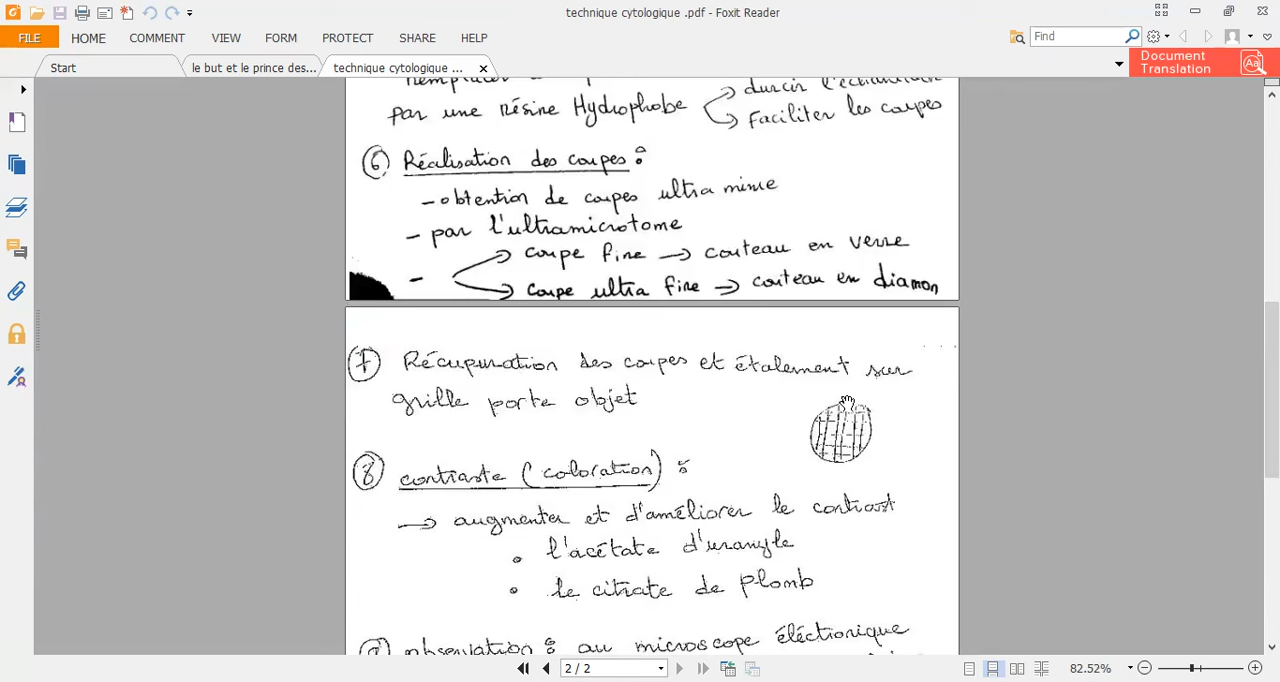 technique cytologique .pdf - Foxit Reader
FILE HOME COMMENT VIEW FORM PROTECT SHARE HELP
Find
Start
le but et le prince des...
technique cytologique ...
Document
Translation
durcir
par une Résine Hydrophobe
Faciliter les coupes
6 Réalisation des coupes :
- obtention de coupes ultra mince
- par l'ultramicrotome
- coupe fine → couteau en verre
coupe ultra fine → couteau en diamon
7 Récuperation des coupes et étalement sur
grille porte objet
8 contraste (coloration) :
→ augmenter et d'améliorer le contrast
• l'acétate d'uranyle
• le citrate de plomb
observation : au microscope éléctronique
2 / 2
82.52%